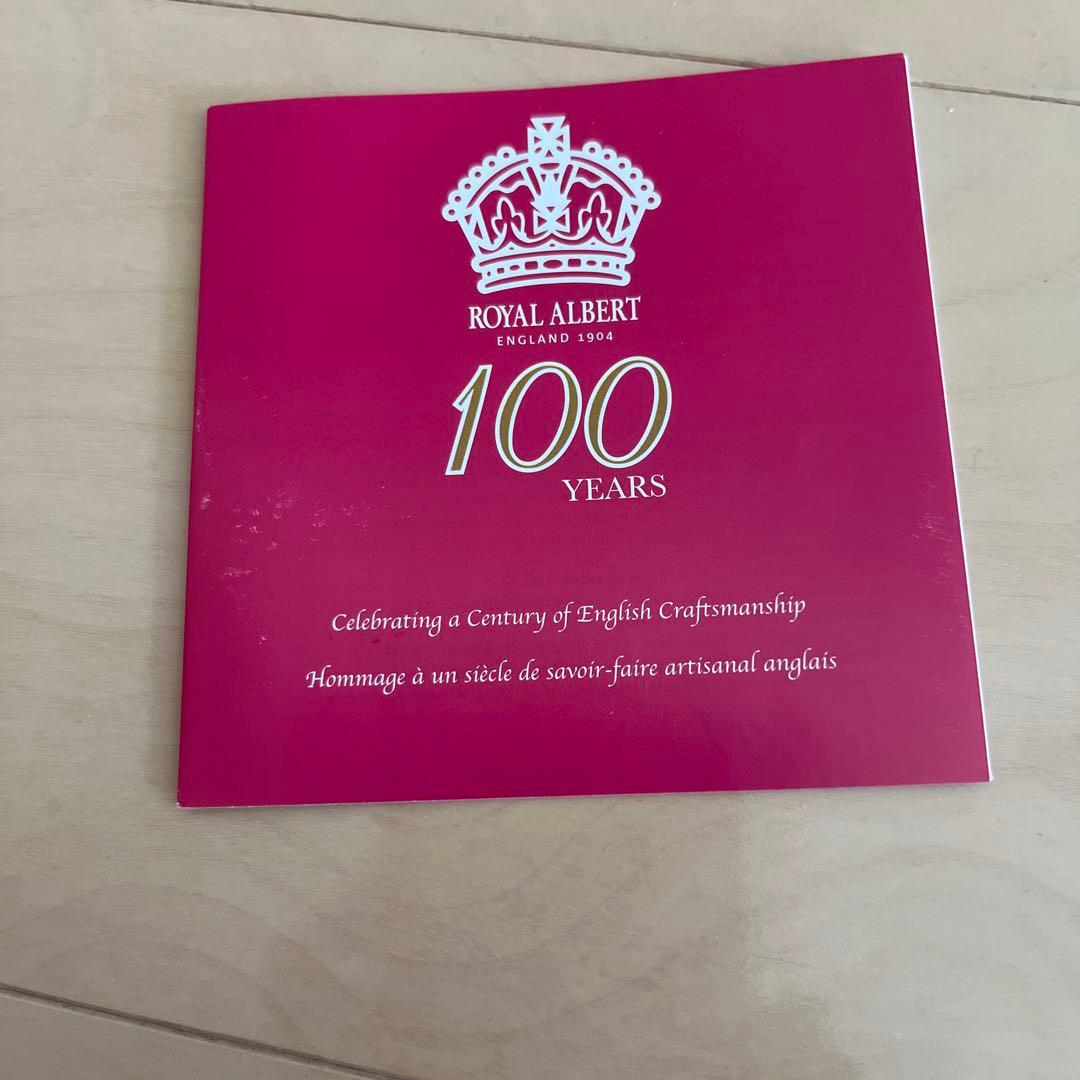 ROYAL ALBERT
ENGLAND 1904
100
YEARS
Celebrating a Century of English Craftsmanship
Hommage à un siècle de savoir-faire artisanal anglais